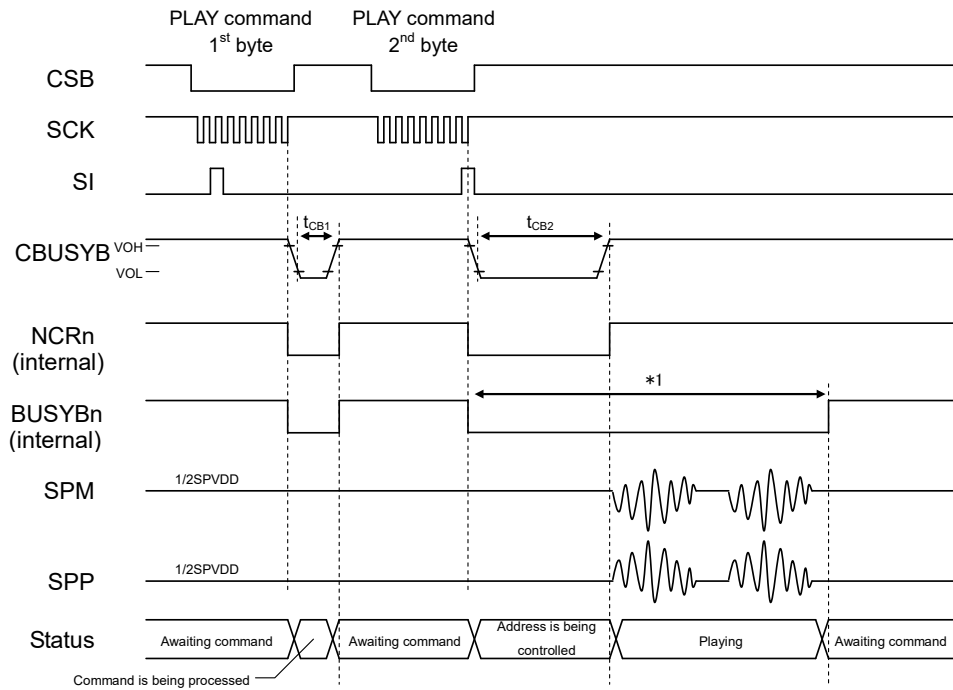 PLAY command
1st byte
PLAY command
2nd byte
CSB
SCK
SI
tCB1
tCB2
CBUSYB
VOH
VOL
NCRn
(internal)
*1
BUSYBn
(internal)
1/2SPVDD
SPM
1/2SPVDD
SPP
Status
Awaiting command
Awaiting command
Address is being
controlled
Playing
Awaiting command
Command is being processed